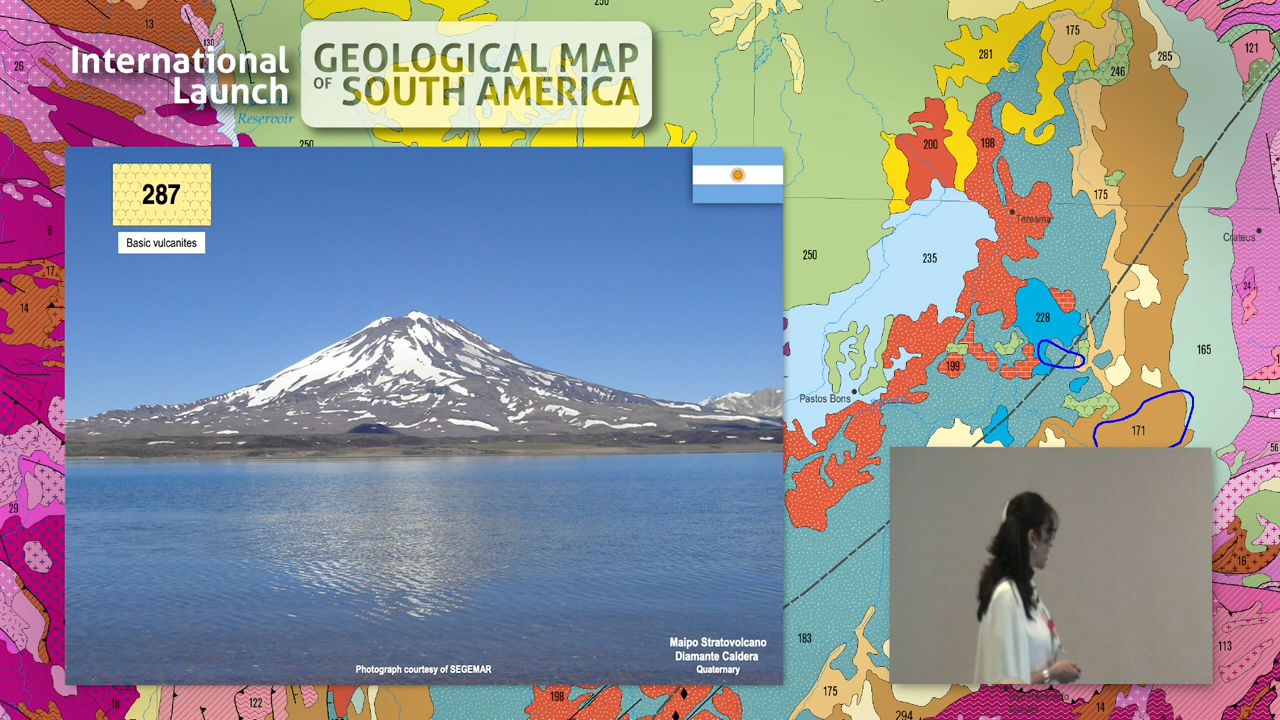 250
13
130
26
International
Launch
GEOLOGICAL MAP
OF SOUTH AMERICA
Reservoir
250
281
175
285
246
121
200
198
287
Basic vulcanites
175
Teresina
Crateus
6
250
235
17
14
24
228
165
199
Pastos Bons
171
56
29
16
183
113
Maipo Stratovolcano
Diamante Caldera
Quaternary
Photograph courtesy of SEGEMAR
18
122
198
175
294
14